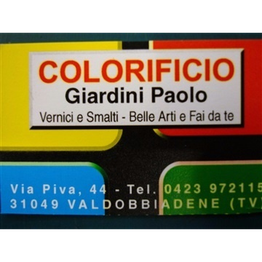 COLORIFICIO
Giardini Paolo
Vernici e Smalti - Belle Arti e Fai da te
Via Piva, 44 - Tel. 0423 972115
31049 VALDOBBIADENE (TV)